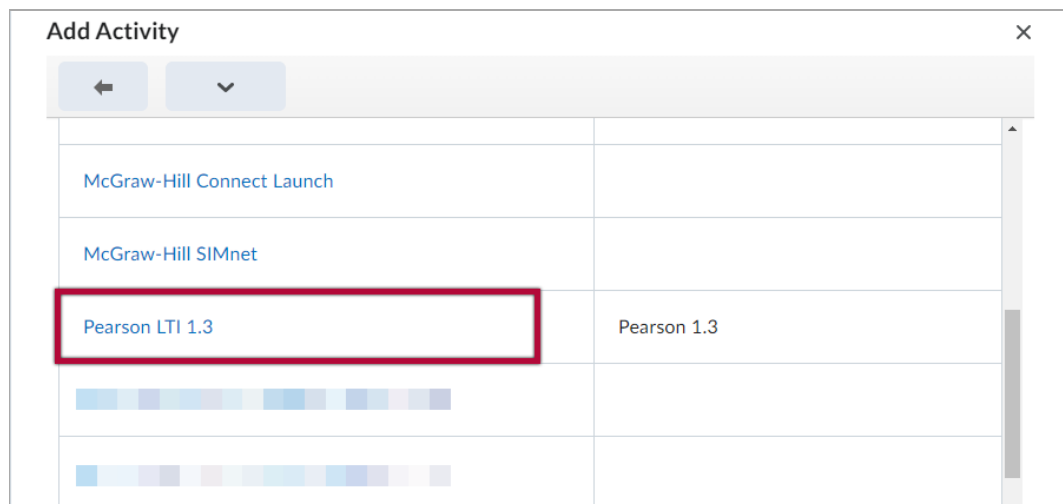 Add Activity
McGraw-Hill Connect Launch
McGraw-Hill SIMnet
Pearson LTI 1.3
Pearson 1.3